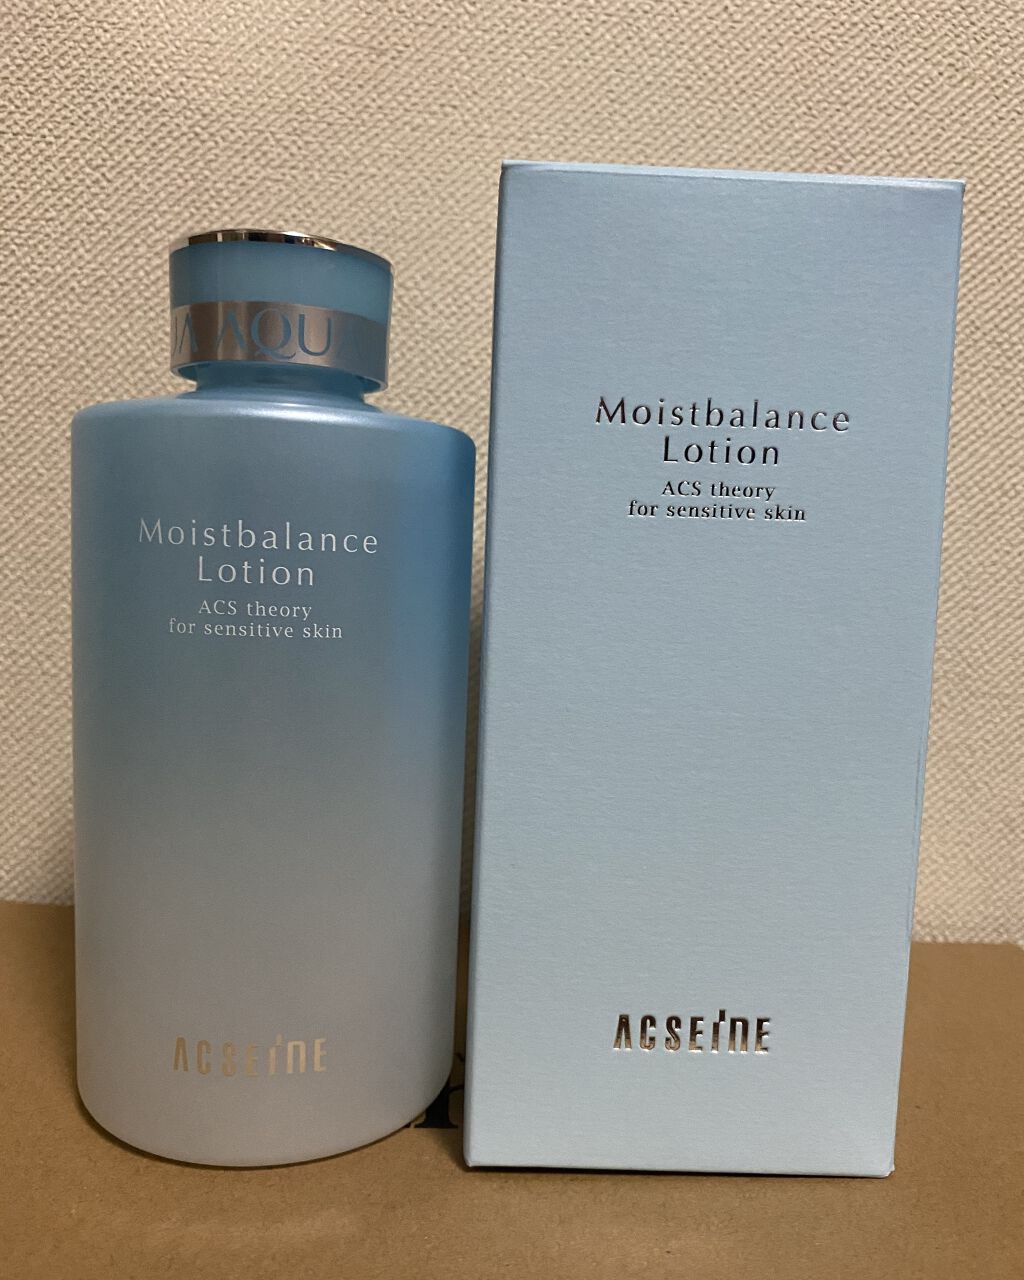 AQUA
Moistbalance
Lotion
ACS theory
for sensitive skin
ACSEINE
Moistbalance
Lotion
ACS theory
for sensitive skin
ACSEINE